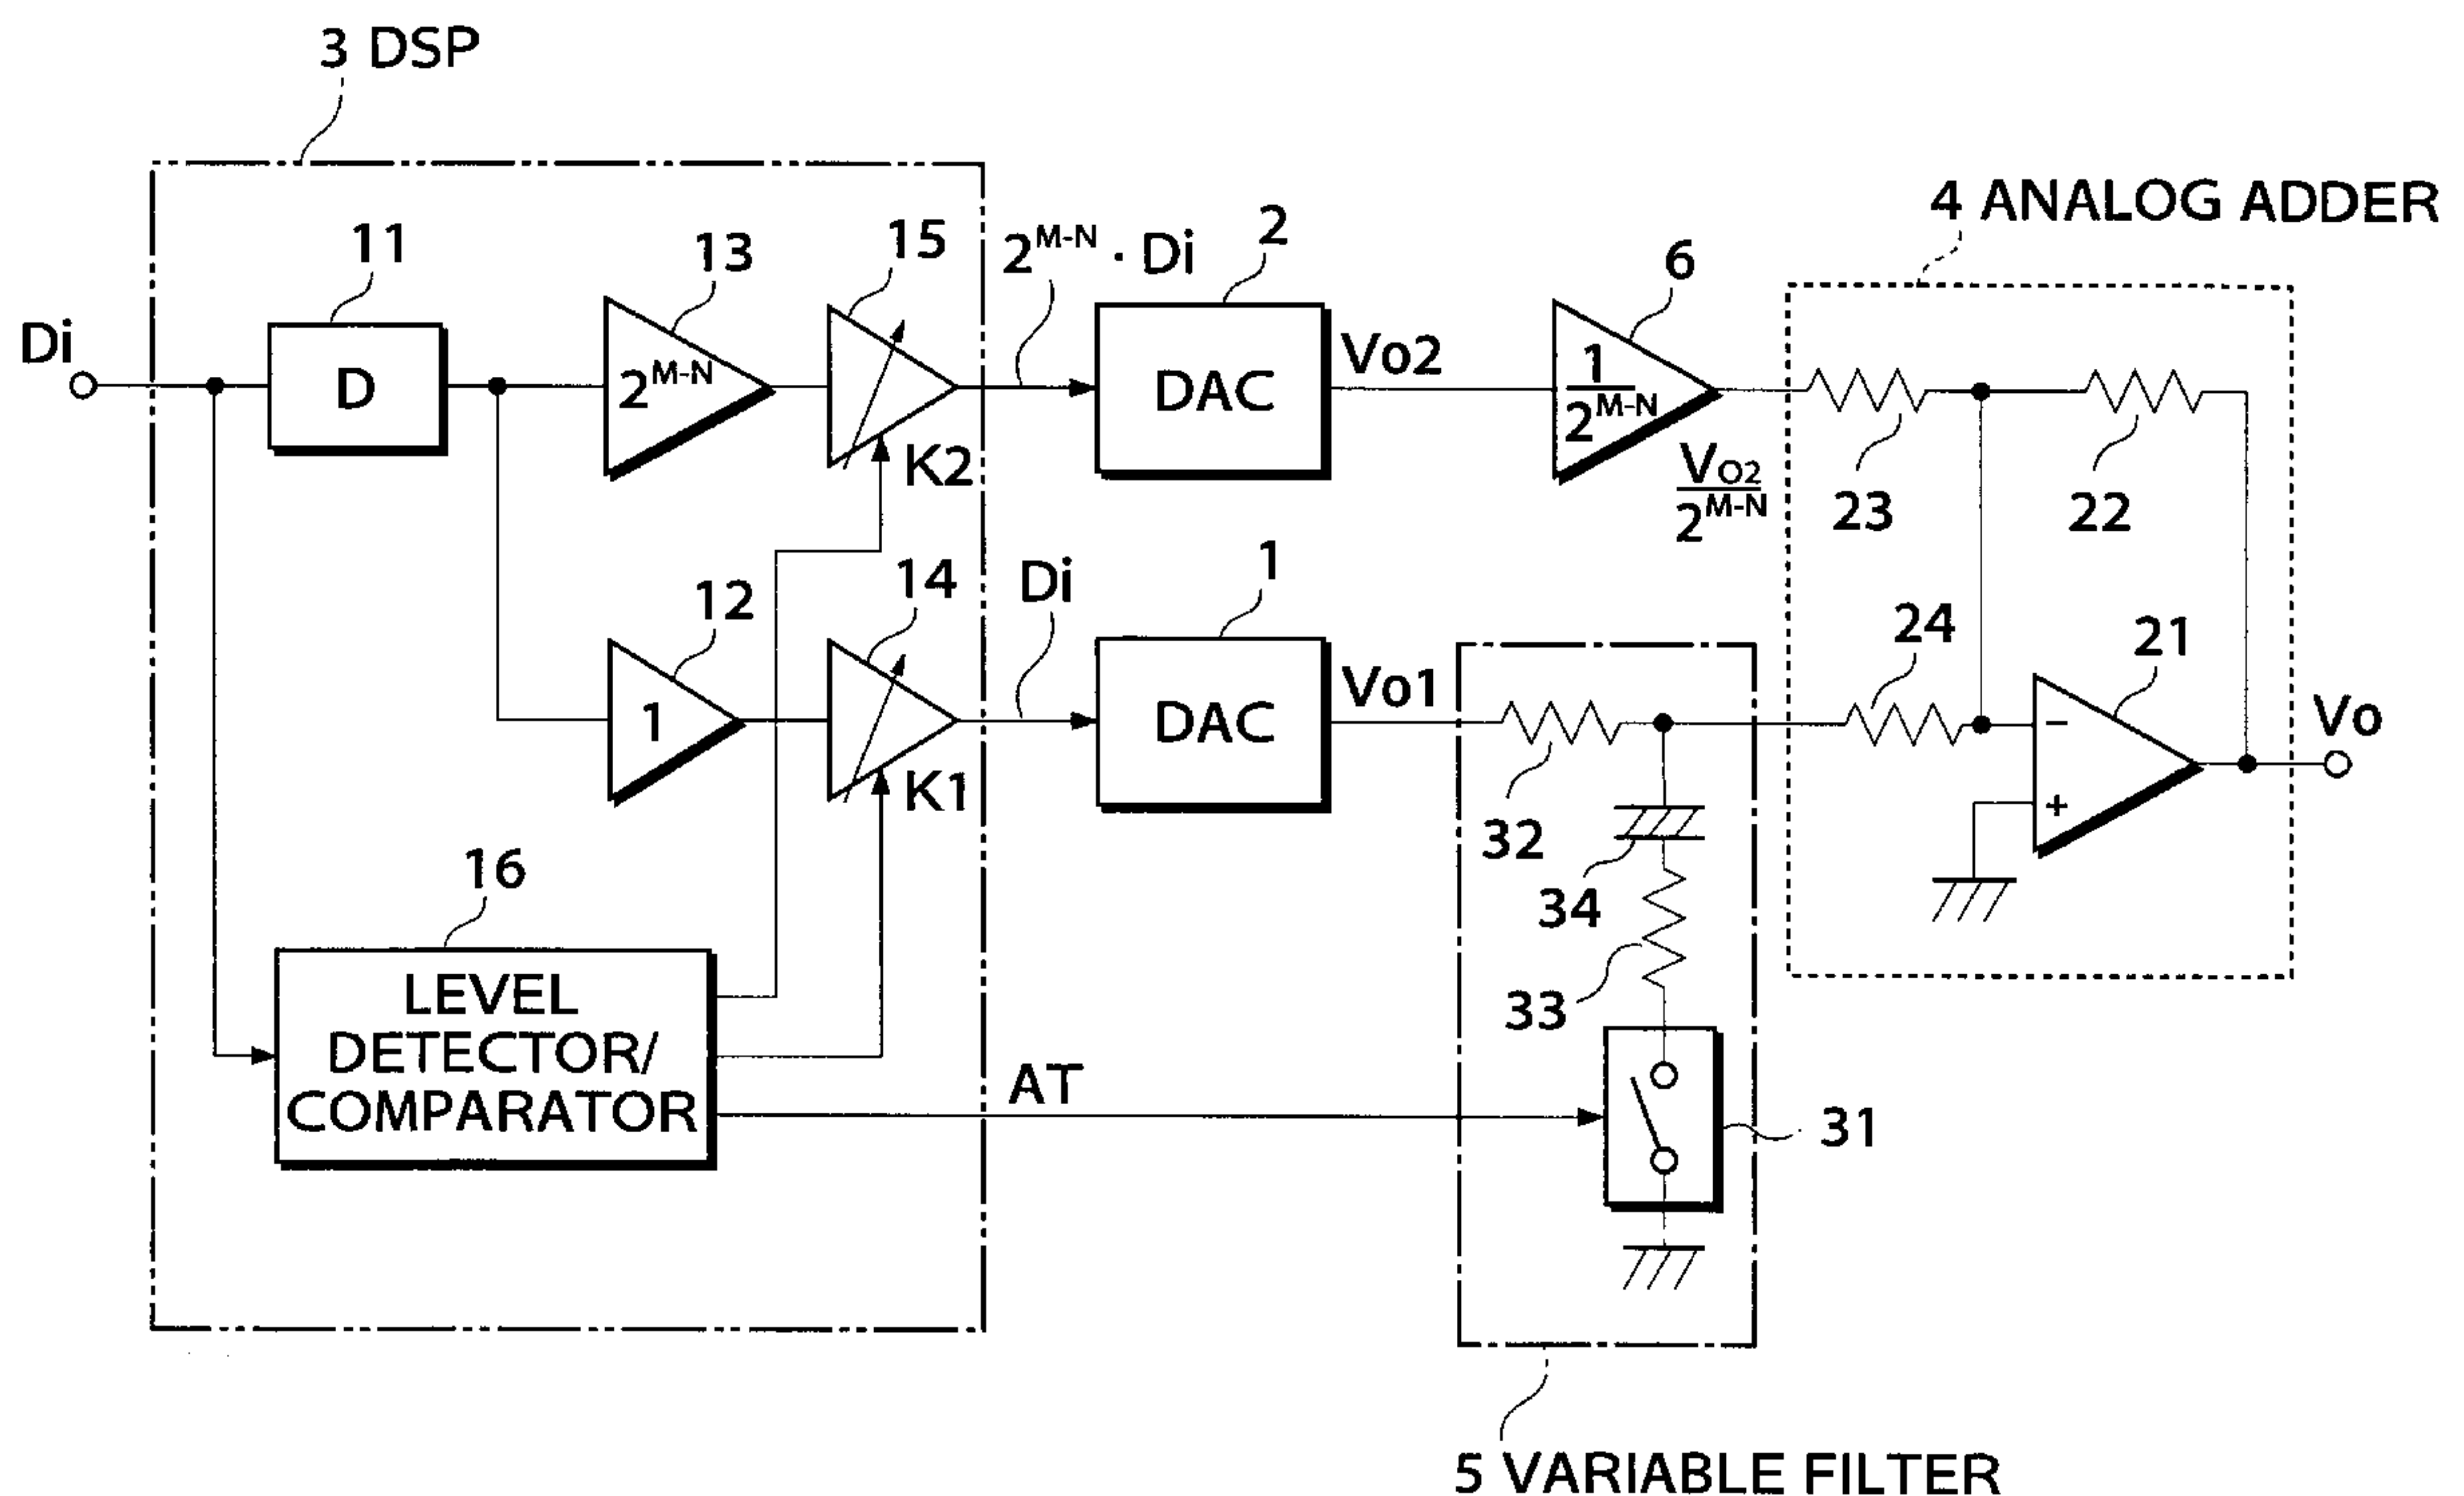 3 DSP
4 ANALOG ADDER
11
13
15
2^M-N · Di
2
6
Di
D
2^M-N
DAC
Vo2
1
2^M-N
K2
VO2
2^M-N
23
22
12
14
Di
1
24
21
1
DAC
Vo1
Vo
K1
−
+
32
34
16
33
LEVEL
DETECTOR/
COMPARATOR
AT
31
5 VARIABLE FILTER